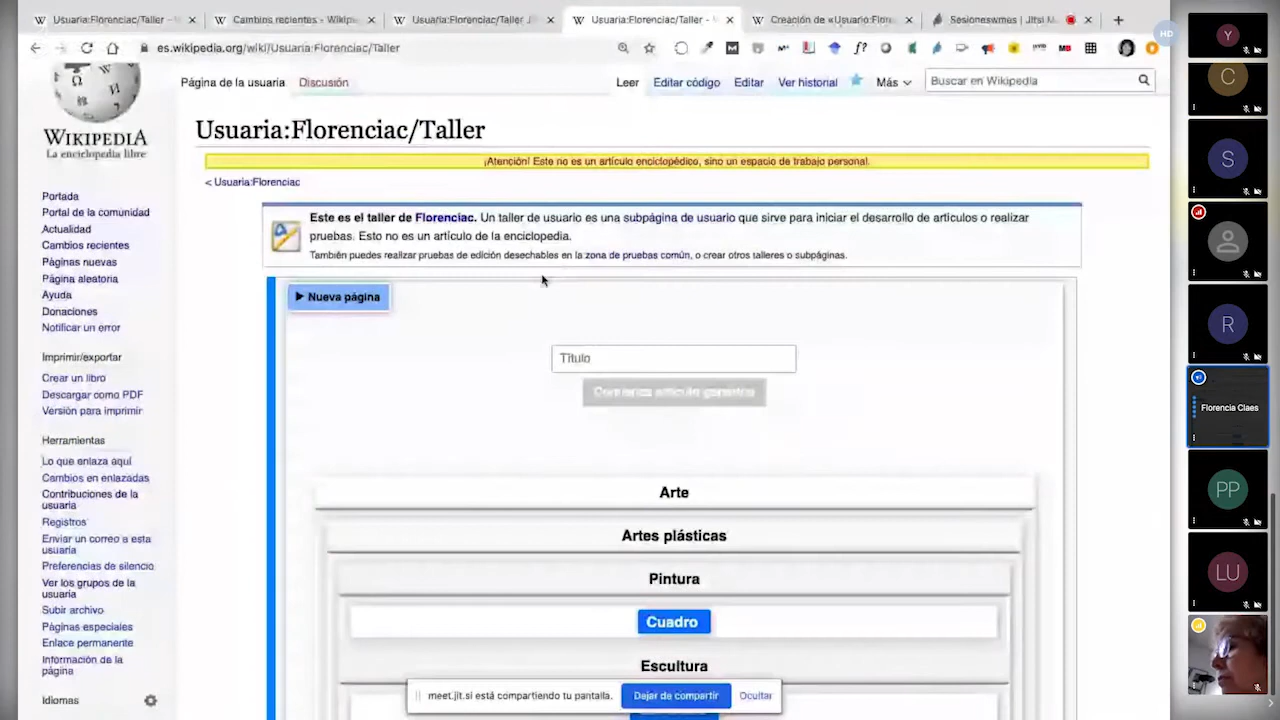 Usuaria:Florenciac/Taller -
Cambios recientes - Wikipe
Usuaria:Florenciac/Taller J
Usuaria:Florenciac/Taller -
Creación de «Usuario:Flore
Sesioneswmes | Jitsi M
es.wikipedia.org/wiki/Usuaria:Florenciac/Taller
HD
WIKIPEDIA
La enciclopedia libre
Página de la usuaria
Discusión
Leer
Editar código
Editar
Ver historial
Más
Buscar en Wikipedia
Usuaria:Florenciac/Taller
¡Atención! Este no es un artículo enciclopédico, sino un espacio de trabajo personal.
< Usuaria:Florenciac
Este es el taller de Florenciac. Un taller de usuario es una subpágina de usuario que sirve para iniciar el desarrollo de artículos o realizar
pruebas. Esto no es un artículo de la enciclopedia.
También puedes realizar pruebas de edición desechables en la zona de pruebas común, o crear otros talleres o subpáginas.
Nueva página
Título
Comienza artículo genérico
Arte
Artes plásticas
Pintura
Cuadro
Escultura
Portada
Portal de la comunidad
Actualidad
Cambios recientes
Páginas nuevas
Página aleatoria
Ayuda
Donaciones
Notificar un error
Imprimir/exportar
Crear un libro
Descargar como PDF
Versión para imprimir
Herramientas
Lo que enlaza aquí
Cambios en enlazadas
Contribuciones de la
usuaria
Registros
Enviar un correo a esta
usuaria
Preferencias de silencio
Ver los grupos de la
usuaria
Subir archivo
Páginas especiales
Enlace permanente
Información de la
página
Idiomas
meet.jit.si está compartiendo tu pantalla.
Dejar de compartir
Ocultar
Y
C
S
R
Florencia Claes
PP
LU